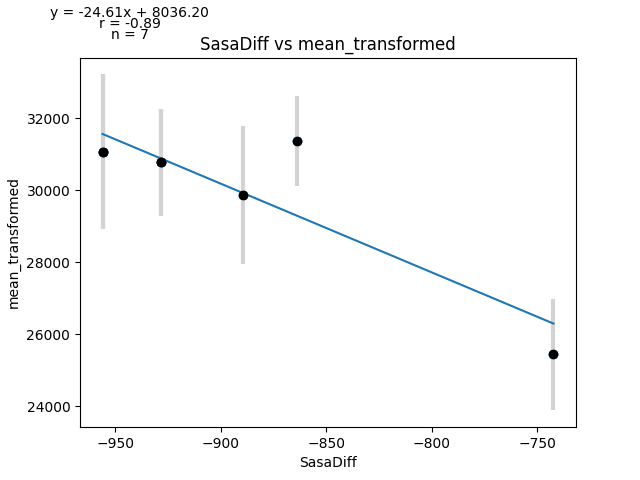 y = -24.61x + 8036.20
r = -0.89
n = 7
SasaDiff vs mean_transformed
32000
30000
28000
26000
24000
mean_transformed
−950
−900
−850
−800
−750
SasaDiff